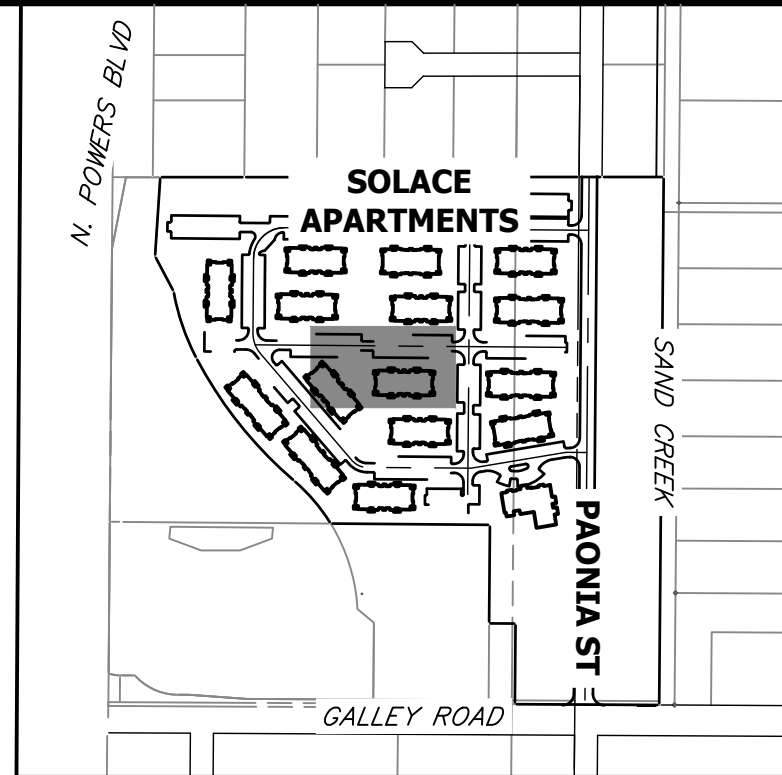 N. POWERS BLVD
SOLACE
APARTMENTS
SAND CREEK
PAONIA ST
GALLEY ROAD